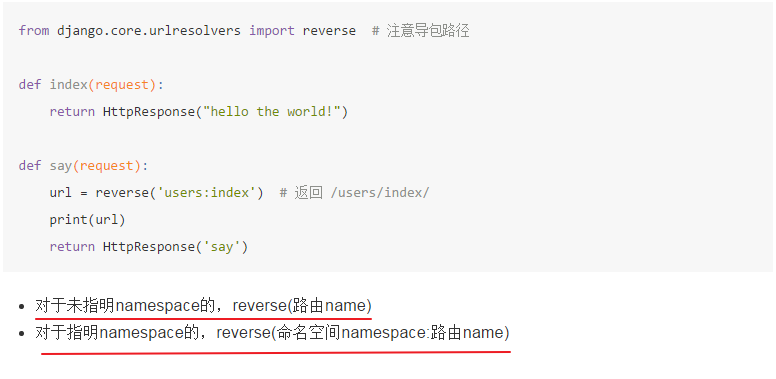 from django.core.urlresolvers import reverse  # 注意导包路径
def index(request):
    return HttpResponse("hello the world!")
def say(request):
    url = reverse('users:index')  # 返回 /users/index/
    print(url)
    return HttpResponse('say')
• 对于未指明namespace的，reverse(路由name)
• 对于指明namespace的，reverse(命名空间namespace:路由name)